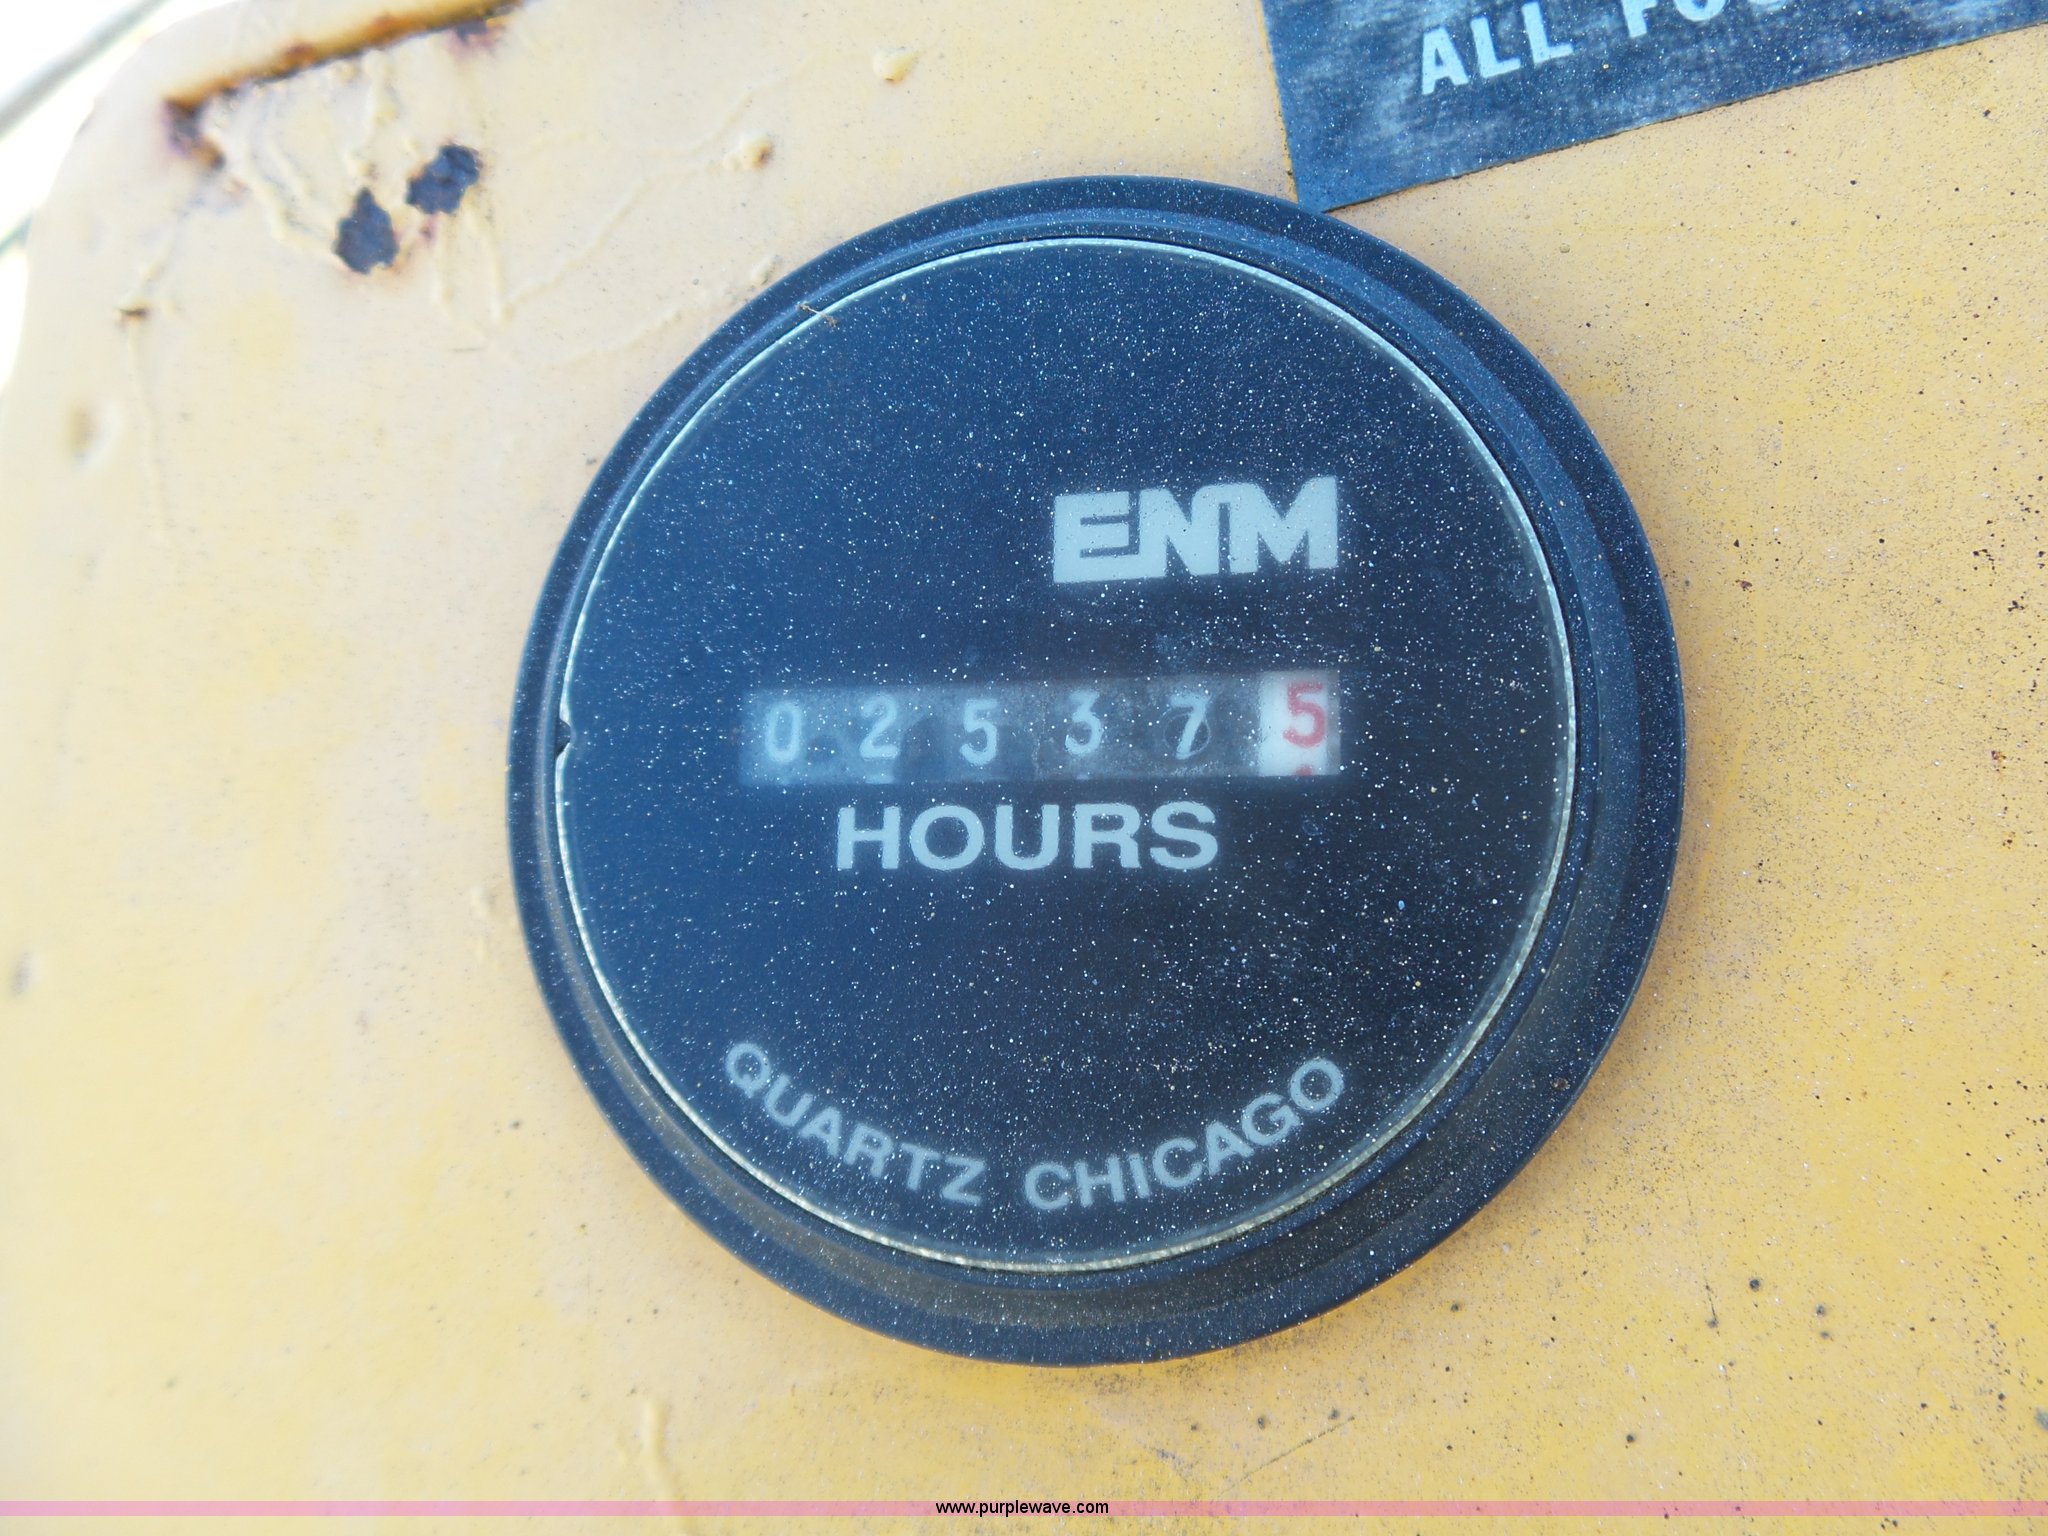 ALL
ENM
025375
HOURS
QUARTZ CHICAGO
www.purplewave.com